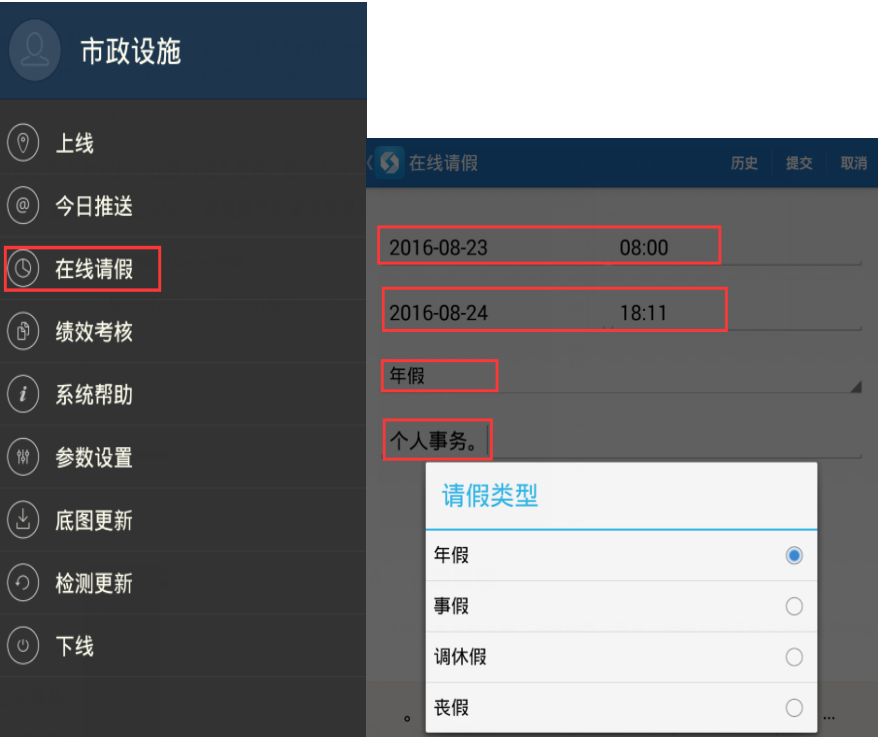 市政设施
上线
今日推送
在线请假
绩效考核
系统帮助
参数设置
底图更新
检测更新
下线
在线请假 历史 提交 取消
2016-08-23 08:00
2016-08-24 18:11
年假
个人事务。
请假类型
年假
事假
调休假
丧假
。 ...